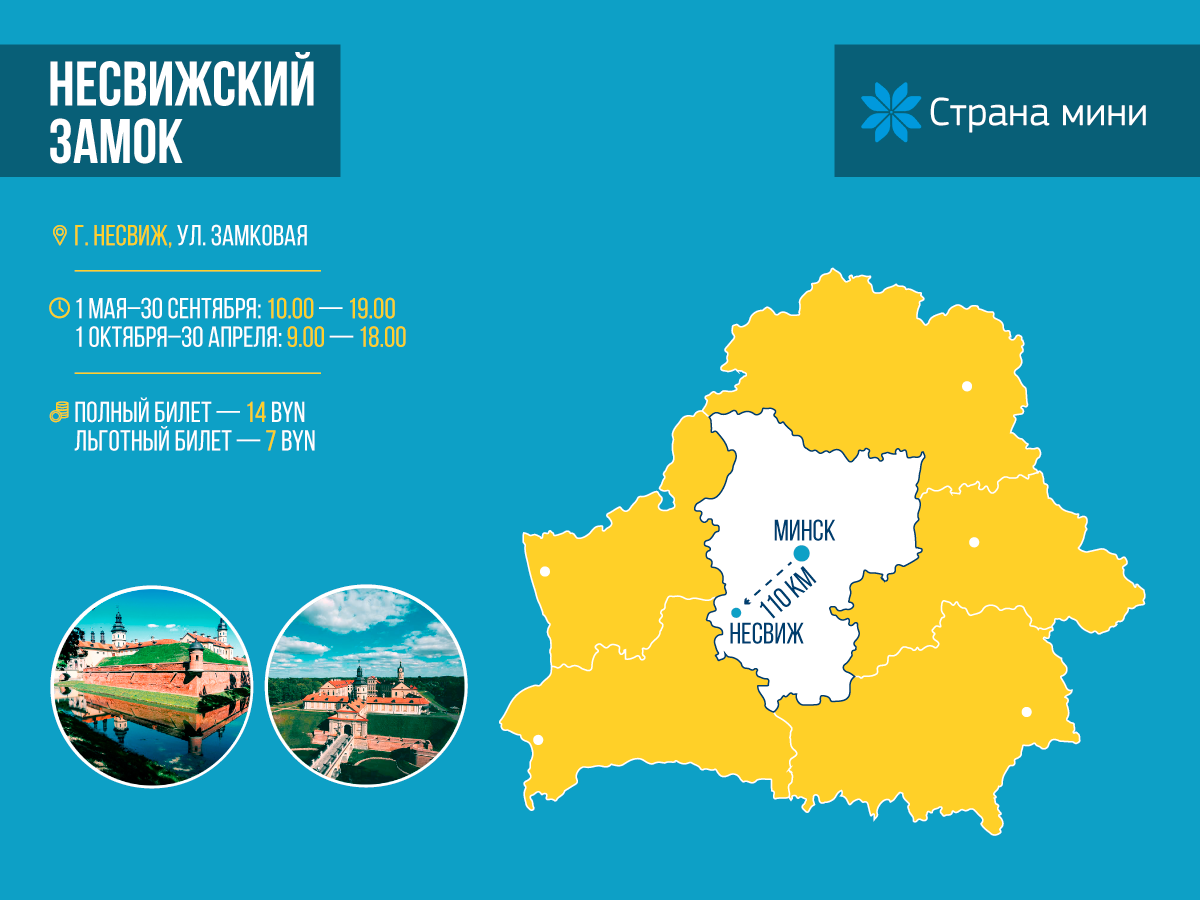 НЕСВИЖСКИЙ
ЗАМОК
Страна мини
Г. НЕСВИЖ, УЛ. ЗАМКОВАЯ
1 МАЯ–30 СЕНТЯБРЯ: 10.00 — 19.00
1 ОКТЯБРЯ–30 АПРЕЛЯ: 9.00 — 18.00
ПОЛНЫЙ БИЛЕТ — 14 BYN
ЛЬГОТНЫЙ БИЛЕТ — 7 BYN
МИНСК
110 КМ
НЕСВИЖ